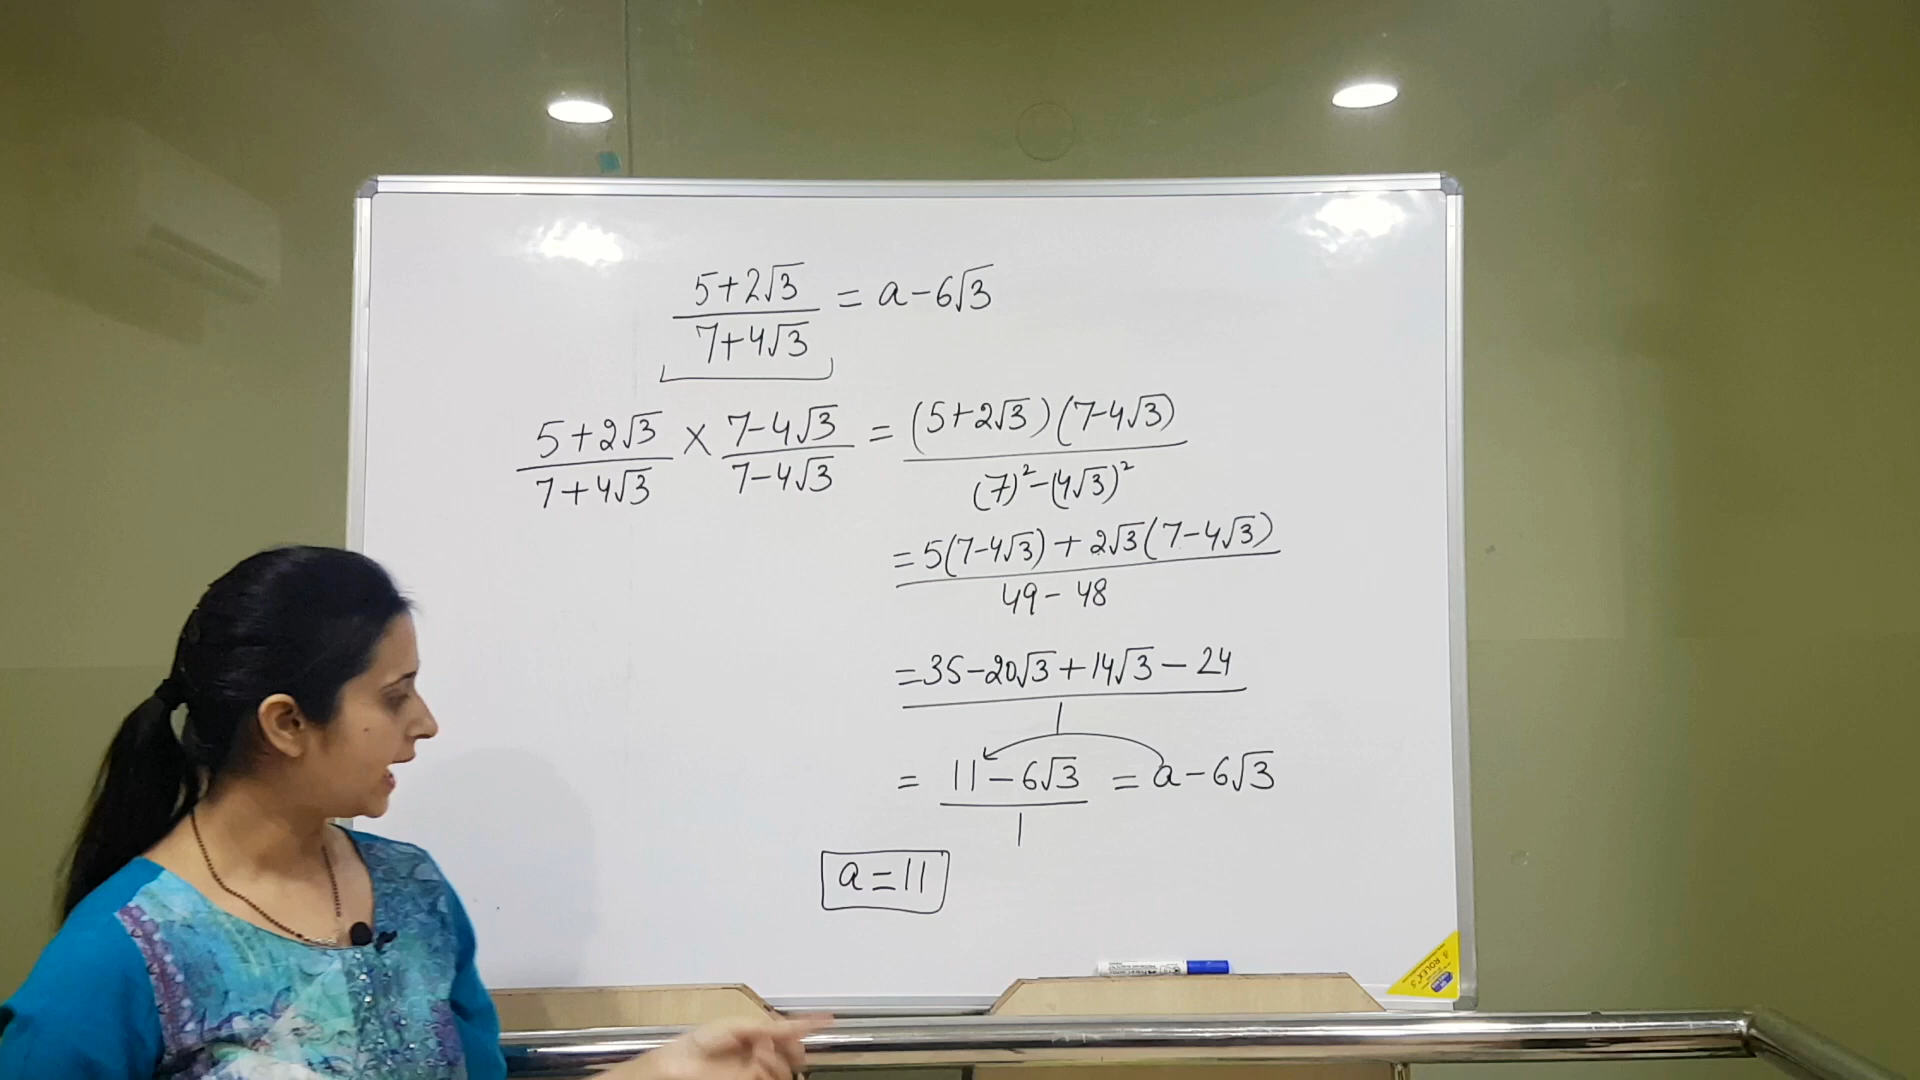 5+2√3 / 7+4√3 = a-6√3
5+2√3 / 7+4√3 × 7-4√3 / 7-4√3 = (5+2√3)(7-4√3) / (7)²-(4√3)²
= 5(7-4√3) + 2√3(7-4√3) / 49-48
= 35-20√3+14√3-24 / 1
= 11-6√3 / 1 = a-6√3
a=11
ROLEX